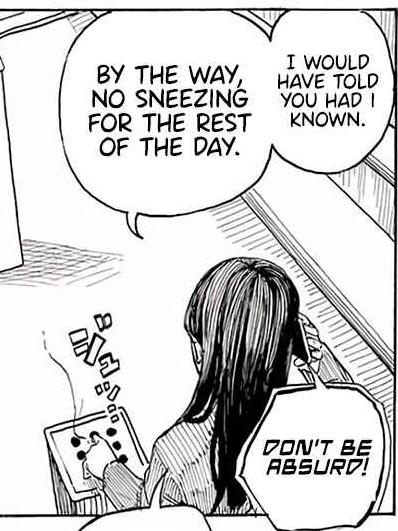 I WOULD
HAVE TOLD
YOU HAD I
KNOWN.
BY THE WAY,
NO SNEEZING
FOR THE REST
OF THE DAY.
DON'T BE
ABSURD!